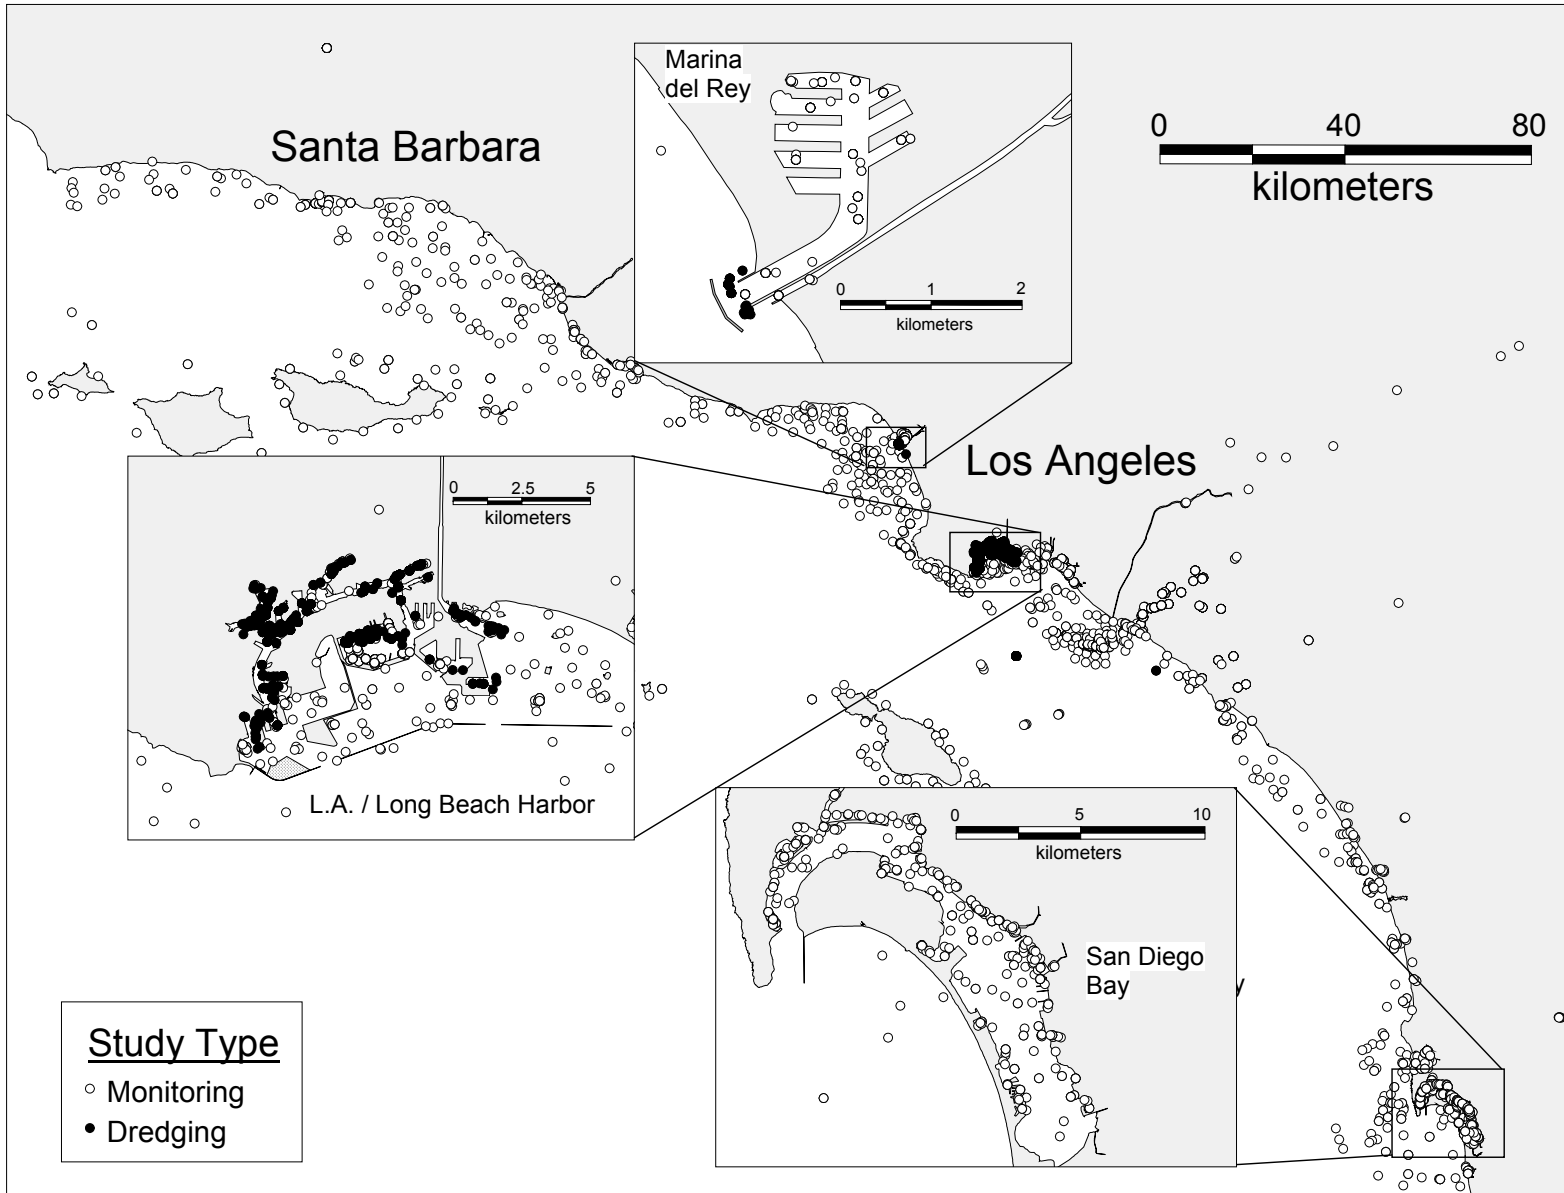 Marina
del Rey
0 1 2
kilometers
Santa Barbara
0 40 80
kilometers
Los Angeles
0 2.5 5
kilometers
L.A. / Long Beach Harbor
0 5 10
kilometers
San Diego
Bay
y
Study Type
Monitoring
Dredging